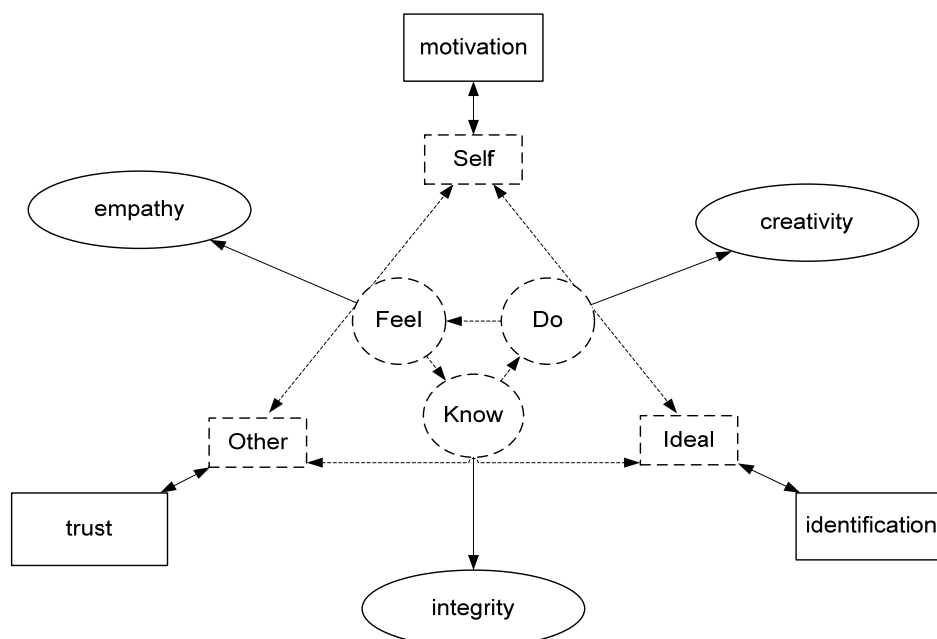 motivation
Self
empathy
creativity
Feel
Do
Know
Other
Ideal
trust
identification
integrity